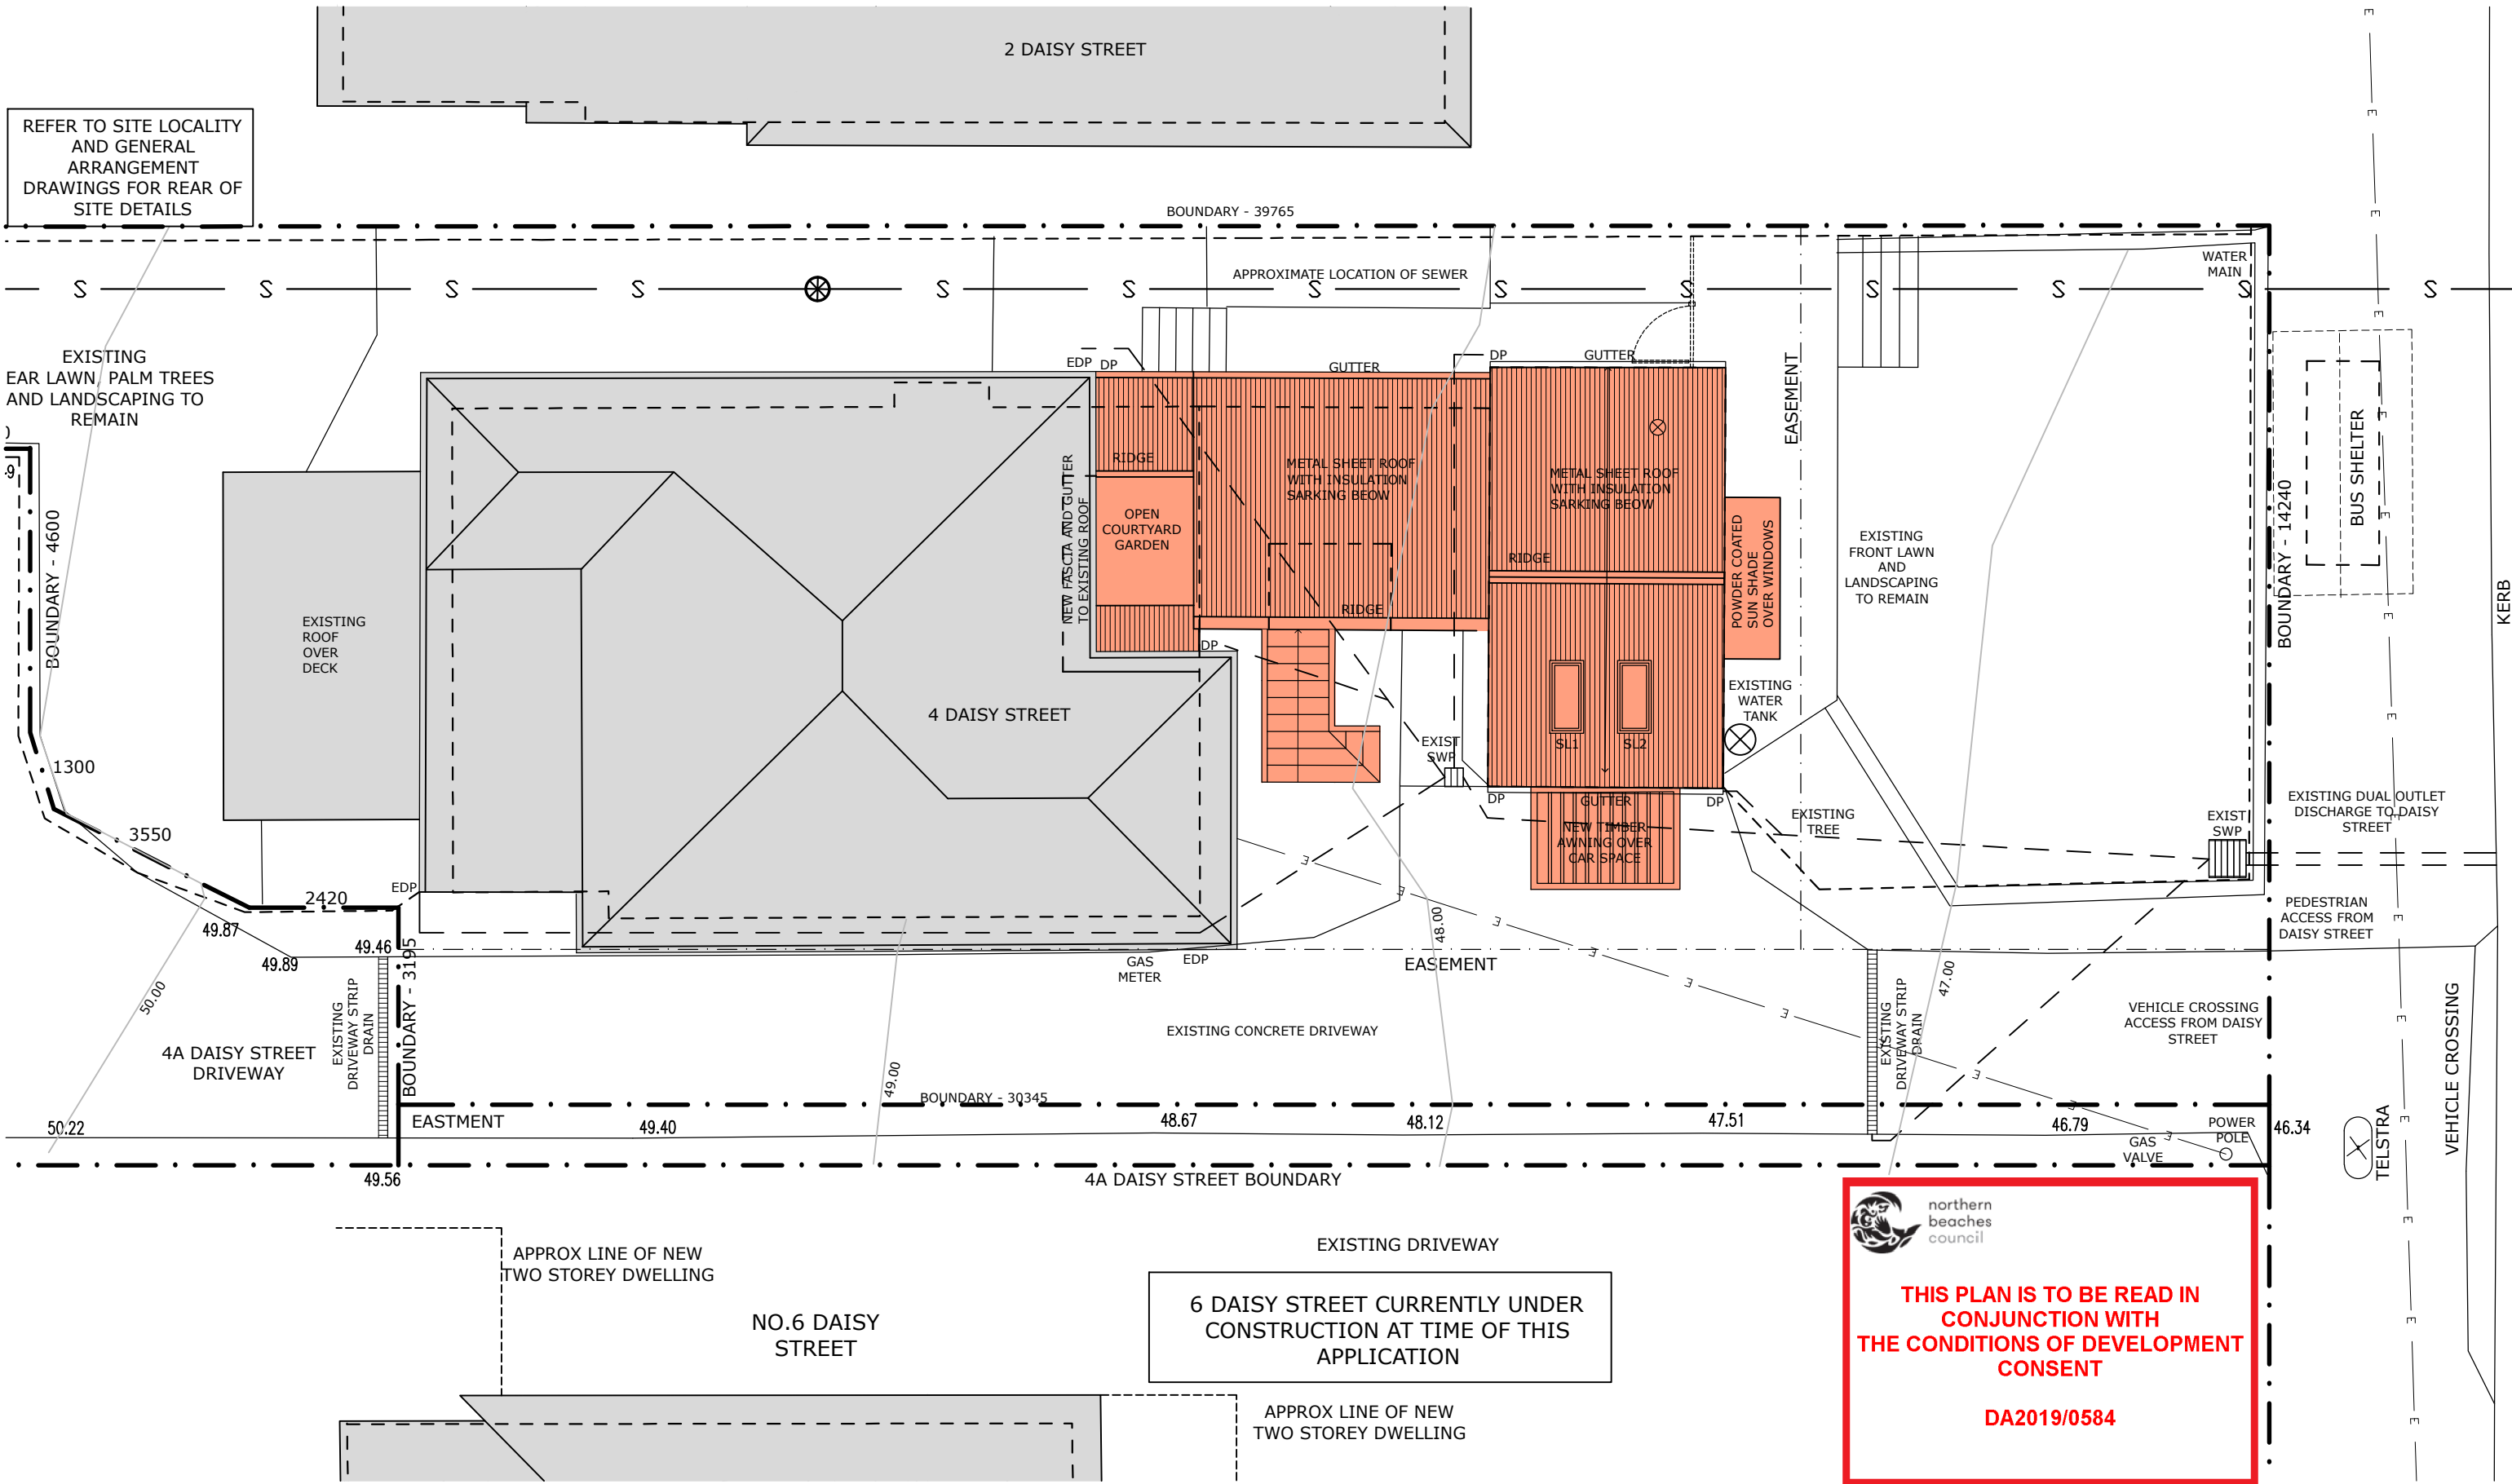 2 DAISY STREET
REFER TO SITE LOCALITY
AND GENERAL
ARRANGEMENT
DRAWINGS FOR REAR OF
SITE DETAILS
BOUNDARY - 39765
APPROXIMATE LOCATION OF SEWER
WATER
MAIN
S S S S S S S S S S S S S
EXISTING
EAR LAWN, PALM TREES
AND LANDSCAPING TO
REMAIN
EDP
DP
GUTTER
DP
GUTTER
EASEMENT
BUS SHELTER
BOUNDARY - 14240
KERB
RIDGE
METAL SHEET ROOF
WITH INSULATION
SARKING BEOW
METAL SHEET ROOF
WITH INSULATION
SARKING BEOW
NEW FASCIA AND GUTTER
TO EXISTING ROOF
OPEN
COURTYARD
GARDEN
RIDGE
RIDGE
POWDER COATED
SUN SHADE
OVER WINDOWS
EXISTING
FRONT LAWN
AND
LANDSCAPING
TO REMAIN
BOUNDARY - 4600
EXISTING
ROOF
OVER
DECK
DP
4 DAISY STREET
EXISTING
WATER
TANK
EXIST
SWP
SL1
SL2
1300
3550
2420
EDP
DP
GUTTER
DP
NEW TIMBER
AWNING OVER
CAR SPACE
EXISTING
TREE
EXIST
SWP
EXISTING DUAL OUTLET
DISCHARGE TO DAISY
STREET
PEDESTRIAN
ACCESS FROM
DAISY STREET
49.87
49.89
49.46
50.00
BOUNDARY - 3195
EXISTING
DRIVEWAY STRIP
DRAIN
4A DAISY STREET
DRIVEWAY
GAS
METER
EDP
48.00
EASEMENT
EXISTING CONCRETE DRIVEWAY
49.00
EXISTING
DRIVEWAY STRIP
DRAIN
47.00
VEHICLE CROSSING
ACCESS FROM DAISY
STREET
VEHICLE CROSSING
BOUNDARY - 30345
EASTMENT
50.22
49.40
48.67
48.12
47.51
46.79
POWER
POLE
46.34
GAS
VALVE
TELSTRA
49.56
4A DAISY STREET BOUNDARY
northern
beaches
council
THIS PLAN IS TO BE READ IN
CONJUNCTION WITH
THE CONDITIONS OF DEVELOPMENT
CONSENT
DA2019/0584
APPROX LINE OF NEW
TWO STOREY DWELLING
EXISTING DRIVEWAY
NO.6 DAISY
STREET
6 DAISY STREET CURRENTLY UNDER
CONSTRUCTION AT TIME OF THIS
APPLICATION
APPROX LINE OF NEW
TWO STOREY DWELLING